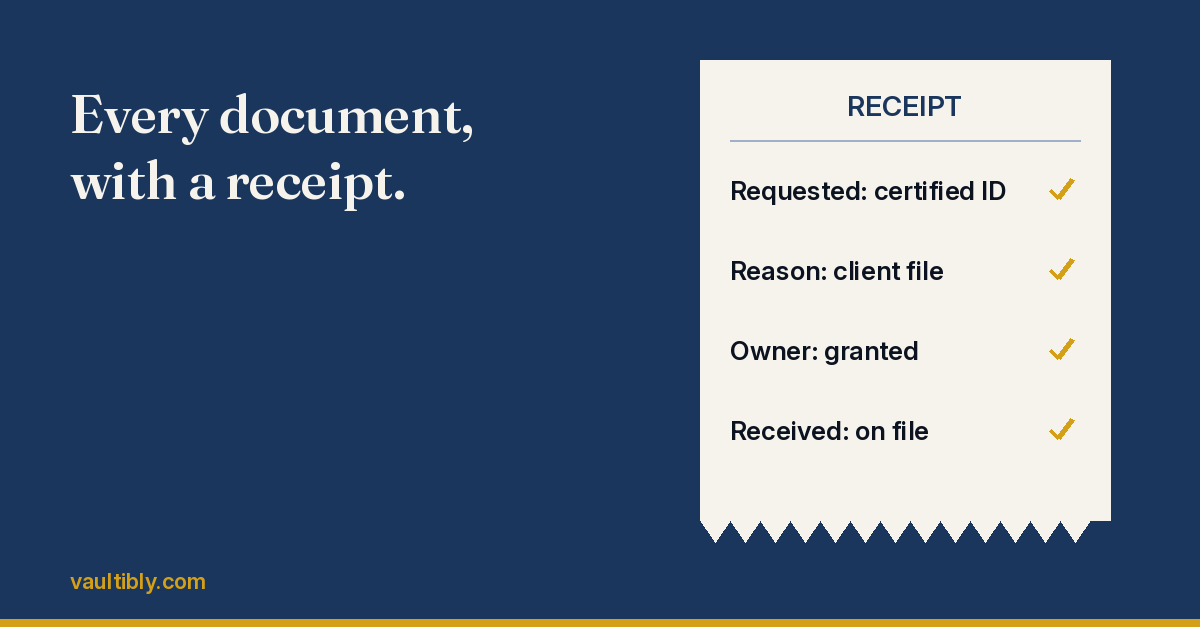 Every document,
with a receipt.
RECEIPT
Requested: certified ID
Reason: client file
Owner: granted
Received: on file
vaultibly.com